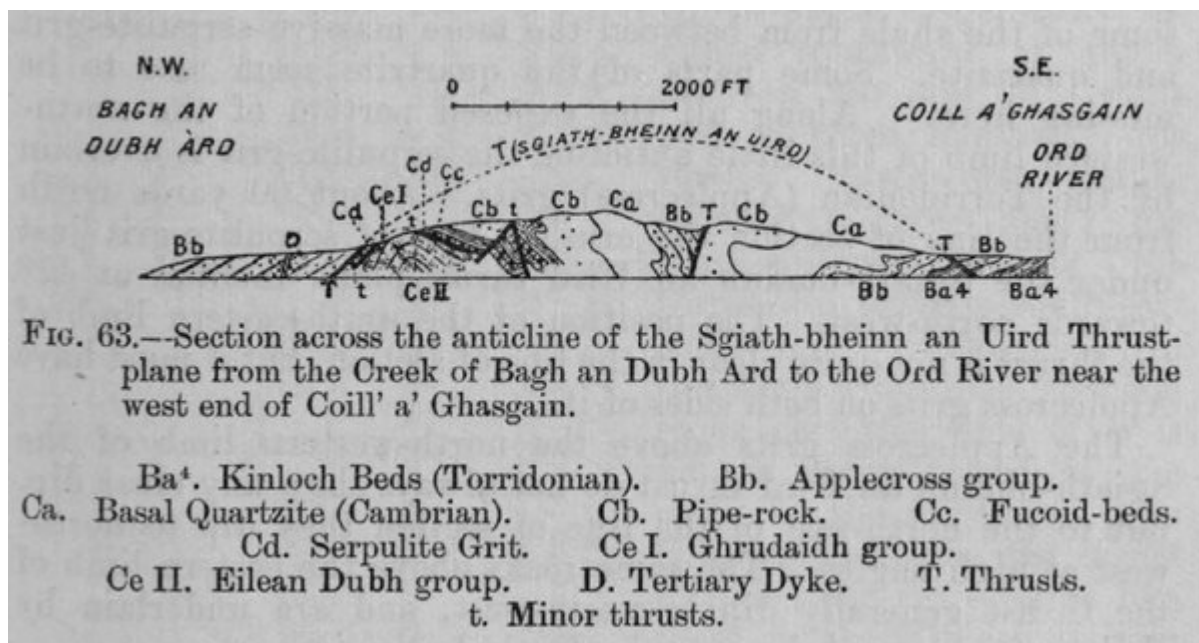 N.W.
S.E.
0 2000 FT
BAGH AN
DUBH ÀRD
COILL A'GHASGAIN
T (SGIATH-BHEINN AN UIRD)
ORD
RIVER
Cd Cc
Cd CeI Cb t Cb Ca Bb T Cb Ca T Bb
Bb D t
T t CeII Bb Ba4 Ba4
FIG. 63.—Section across the anticline of the Sgiath-bheinn an Uird Thrust-
plane from the Creek of Bagh an Dubh Ard to the Ord River near the
west end of Coill' a' Ghasgain.
Ba⁴. Kinloch Beds (Torridonian). Bb. Applecross group.
Ca. Basal Quartzite (Cambrian). Cb. Pipe-rock. Cc. Fucoid-beds.
Cd. Serpulite Grit. Ce I. Ghrudaidh group.
Ce II. Eilean Dubh group. D. Tertiary Dyke. T. Thrusts.
t. Minor thrusts.